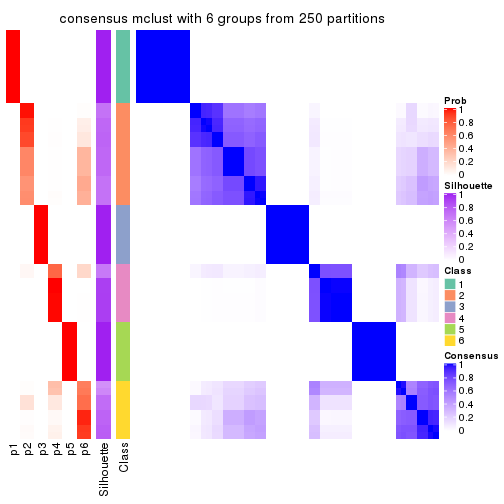 consensus mclust with 6 groups from 250 partitions
Prob
1
0.8
0.6
0.4
0.2
0
Silhouette
1
0.8
0.6
0.4
0.2
0
Class
1
2
3
4
5
6
Consensus
1
0.8
0.6
0.4
0.2
0
p1
p2
p3
p4
p5
p6
Silhouette
Class